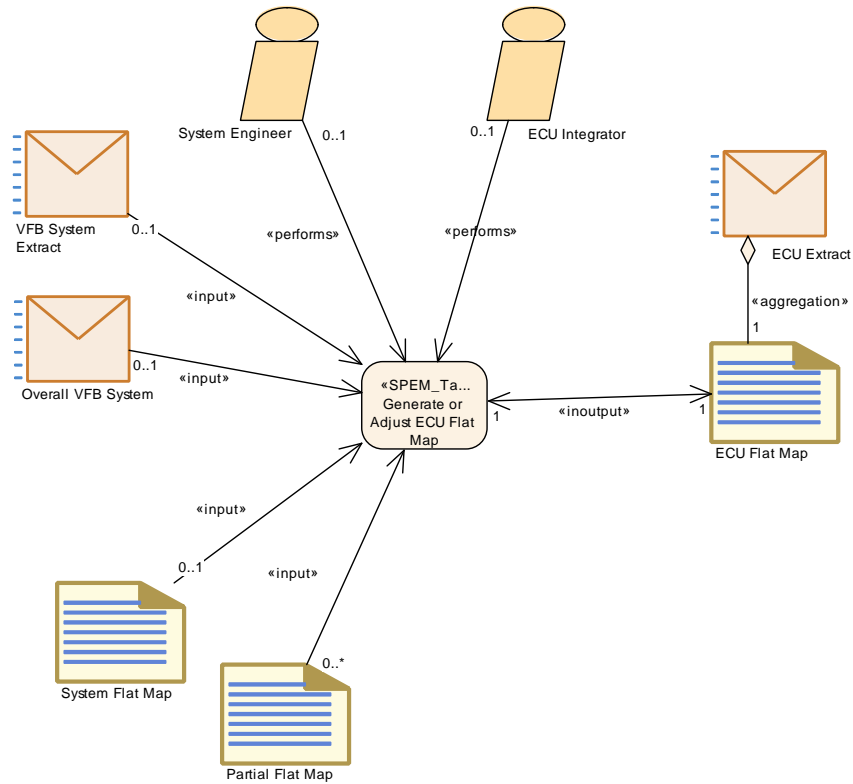 System Engineer
0..1
0..1
ECU Integrator
VFB System
Extract
0..1
«performs»
«performs»
ECU Extract
«input»
«aggregation»
1
0..1
«input»
Overall VFB System
«SPEM_Ta...
Generate or
Adjust ECU Flat
Map
1
«inoutput»
1
ECU Flat Map
«input»
0..1
«input»
System Flat Map
0..*
Partial Flat Map